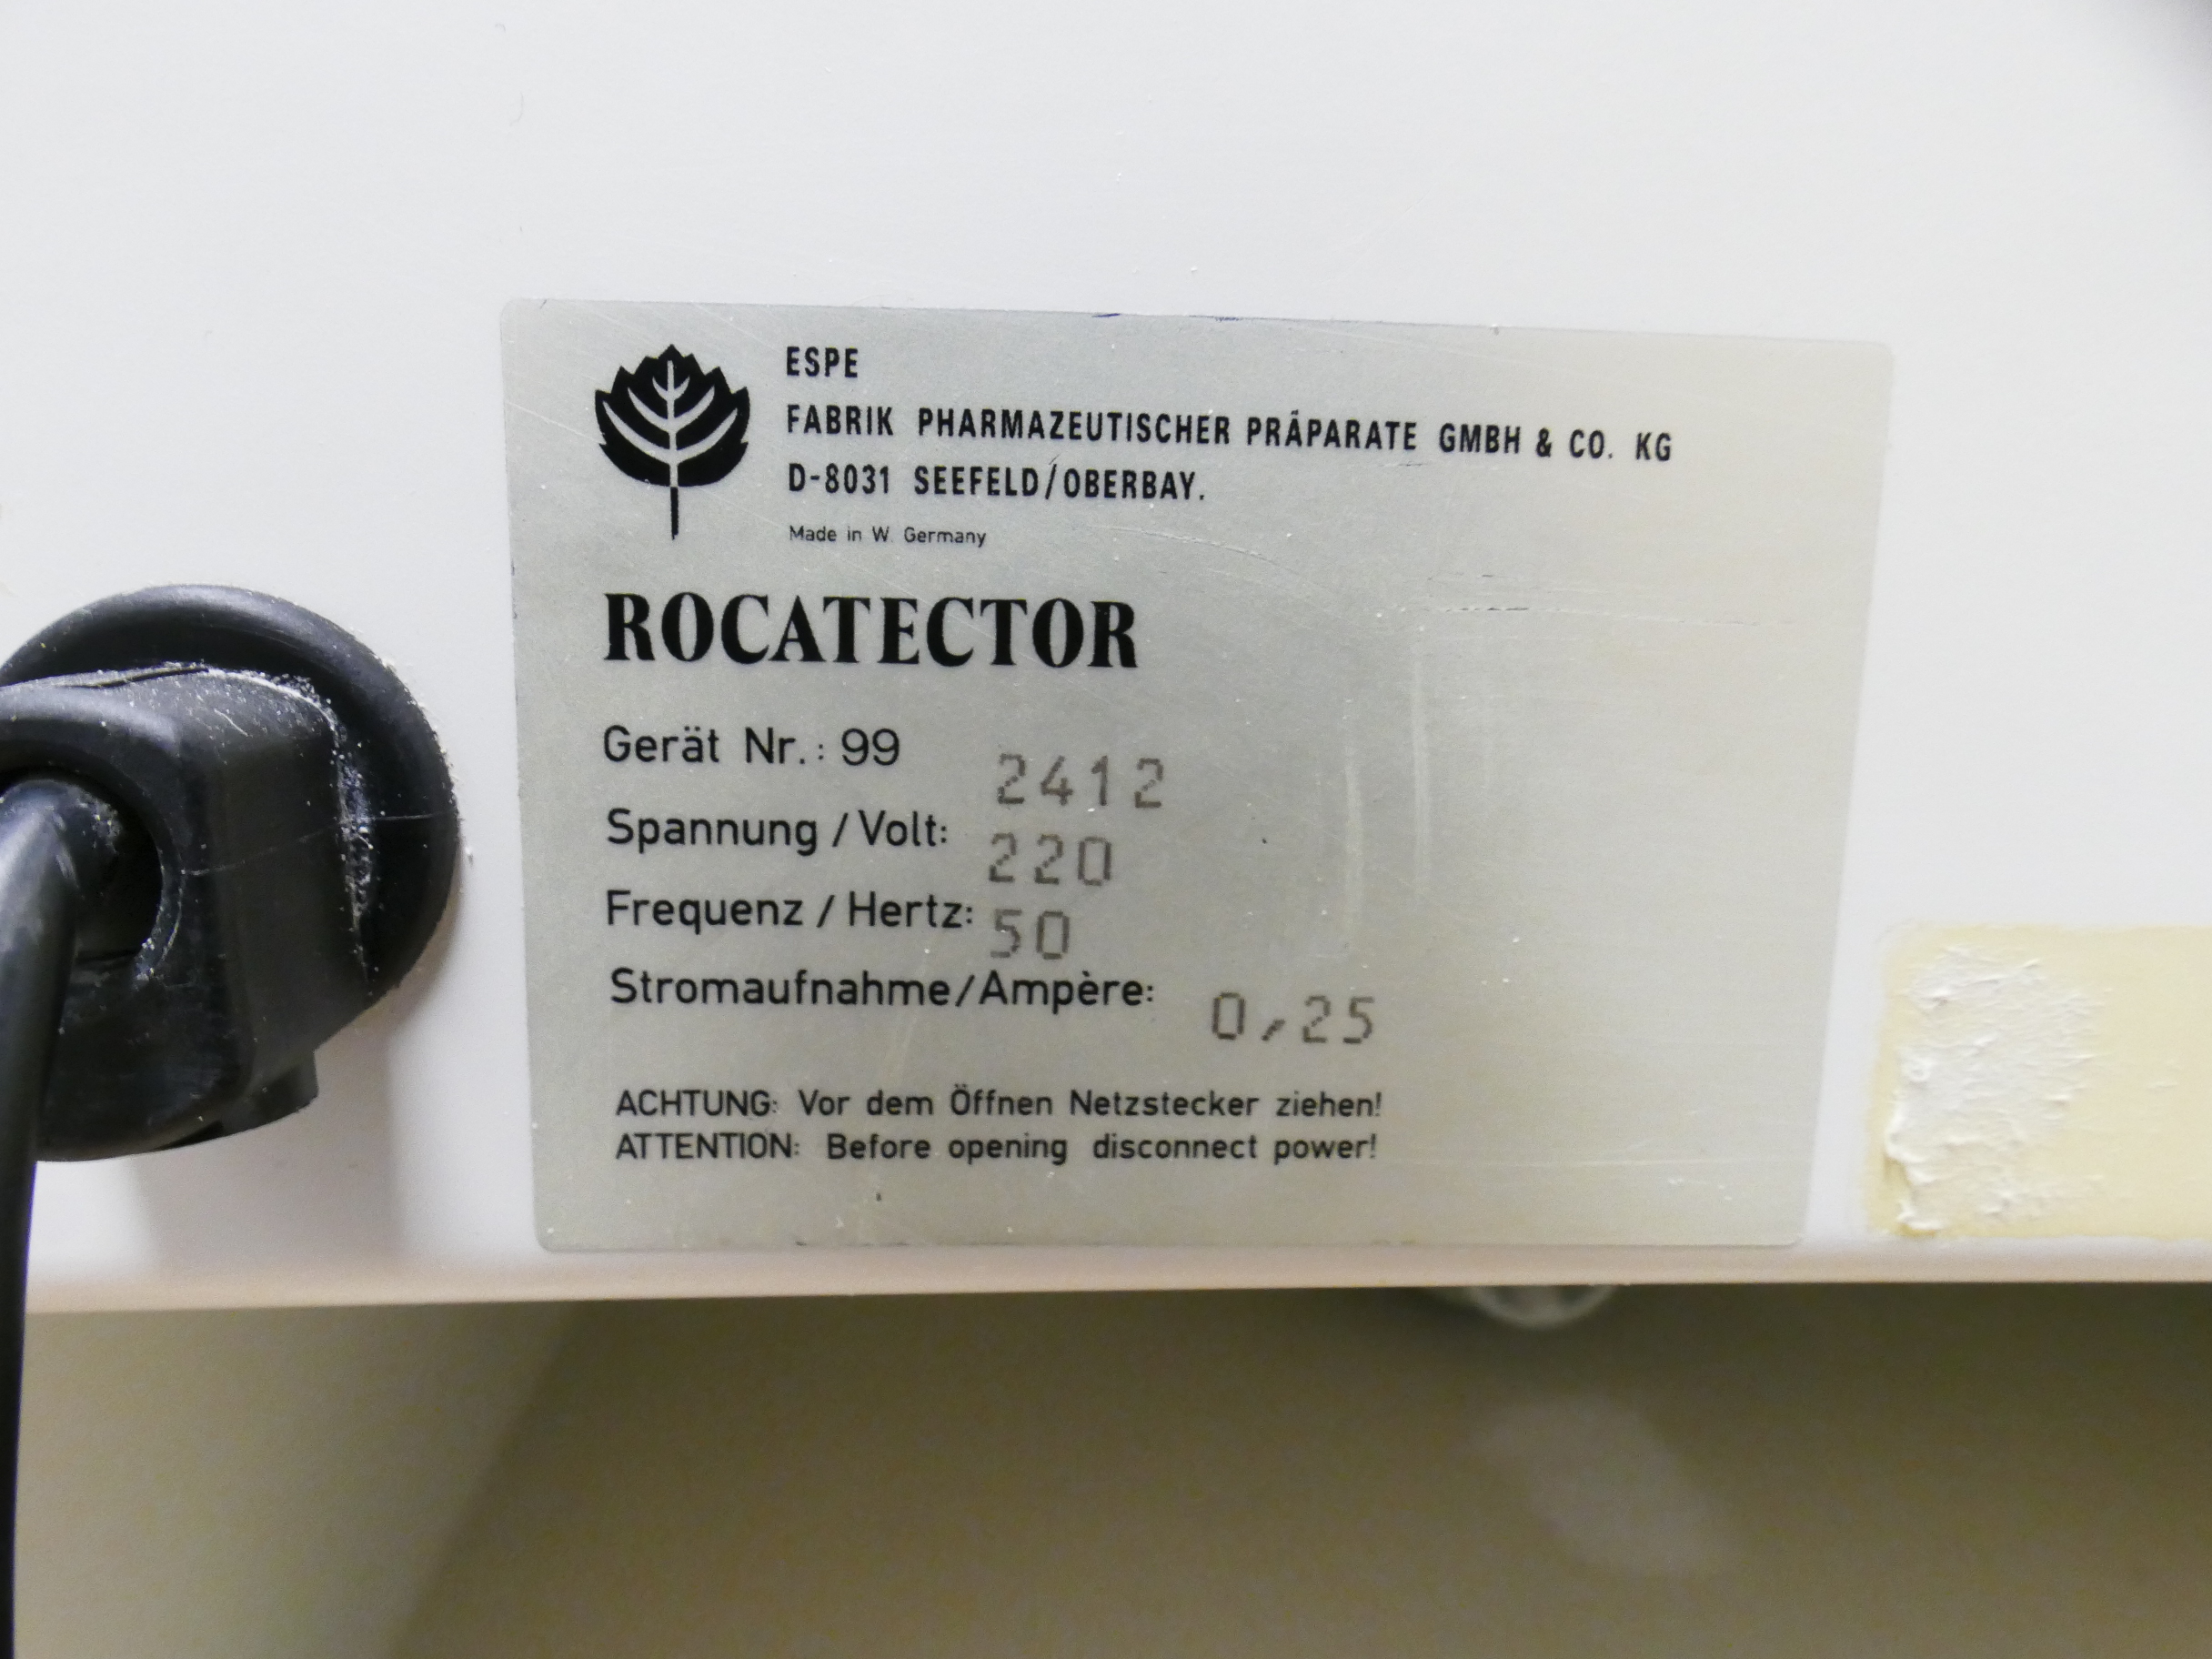 ESPE
FABRIK PHARMAZEUTISCHER PRÄPARATE GMBH & CO. KG
D-8031 SEEFELD/OBERBAY.
Made in W. Germany
ROCATECTOR
Gerät Nr.: 99 2412
Spannung / Volt: 220
Frequenz / Hertz: 50
Stromaufnahme/Ampère: 0,25
ACHTUNG: Vor dem Öffnen Netzstecker ziehen!
ATTENTION: Before opening disconnect power!